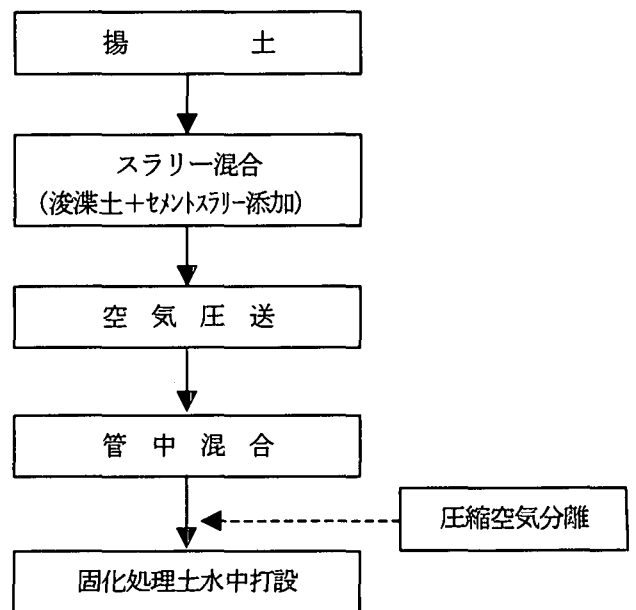 揚 土
スラリー混合
(浚渫土+セメントスラリー添加)
空 気 圧 送
管 中 混 合
圧縮空気分離
固化処理土水中打設